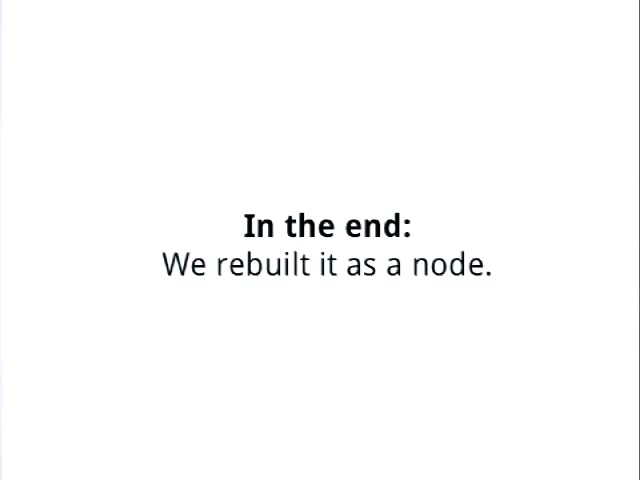 In the end:
We rebuilt it as a node.